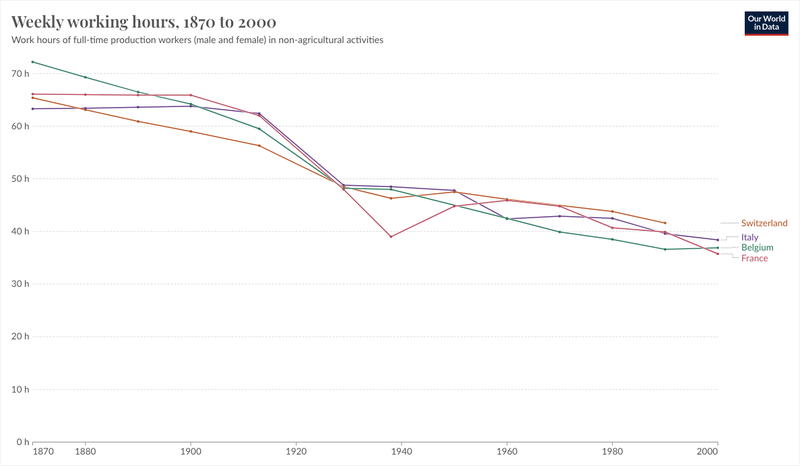 Weekly working hours, 1870 to 2000
Work hours of full-time production workers (male and female) in non-agricultural activities
Our World
in Data
70 h
60 h
50 h
40 h
30 h
20 h
10 h
0 h
Switzerland
Italy
Belgium
France
1870
1880
1900
1920
1940
1960
1980
2000